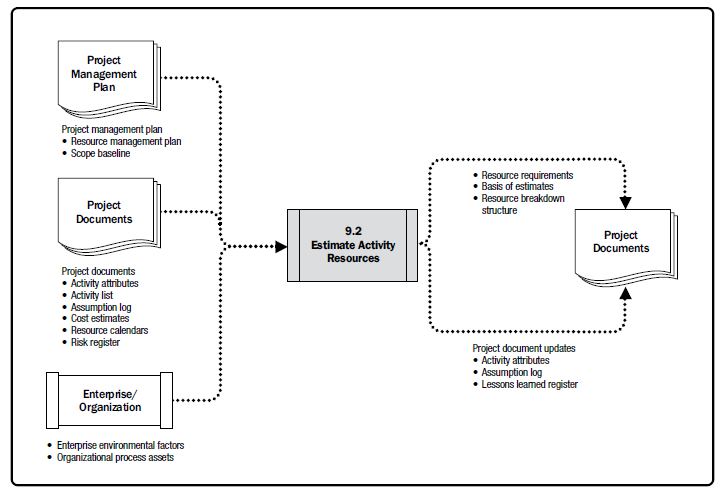 Project
Management
Plan
Project management plan
• Resource management plan
• Scope baseline
Project
Documents
Project documents
• Activity attributes
• Activity list
• Assumption log
• Cost estimates
• Resource calendars
• Risk register
Enterprise/
Organization
• Enterprise environmental factors
• Organizational process assets
9.2
Estimate Activity
Resources
• Resource requirements
• Basis of estimates
• Resource breakdown
structure
Project
Documents
Project document updates
• Activity attributes
• Assumption log
• Lessons learned register